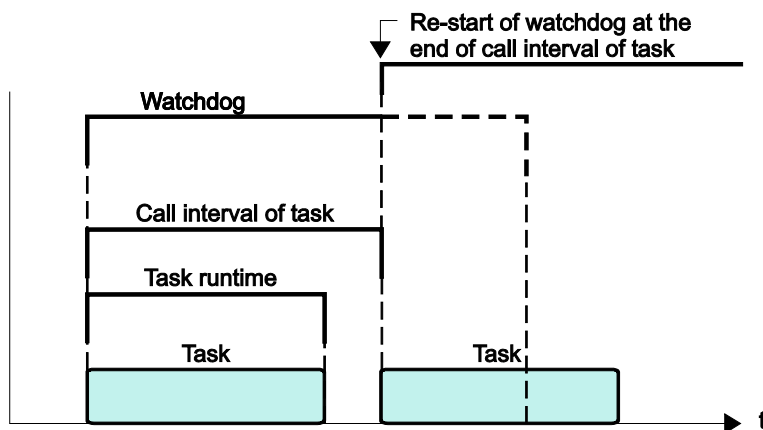 Re-start of watchdog at the
end of call interval of task
Watchdog
Call interval of task
Task runtime
Task
Task
t